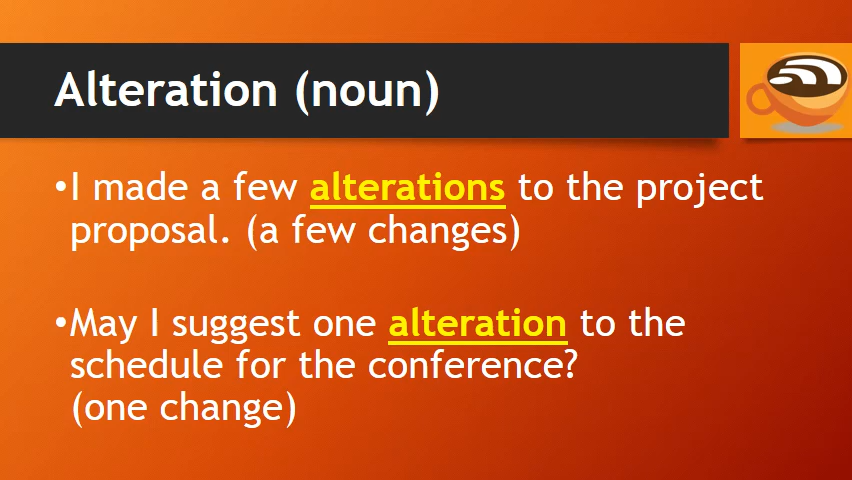 Alteration (noun)
•I made a few alterations to the project
proposal. (a few changes)
•May I suggest one alteration to the
schedule for the conference?
(one change)